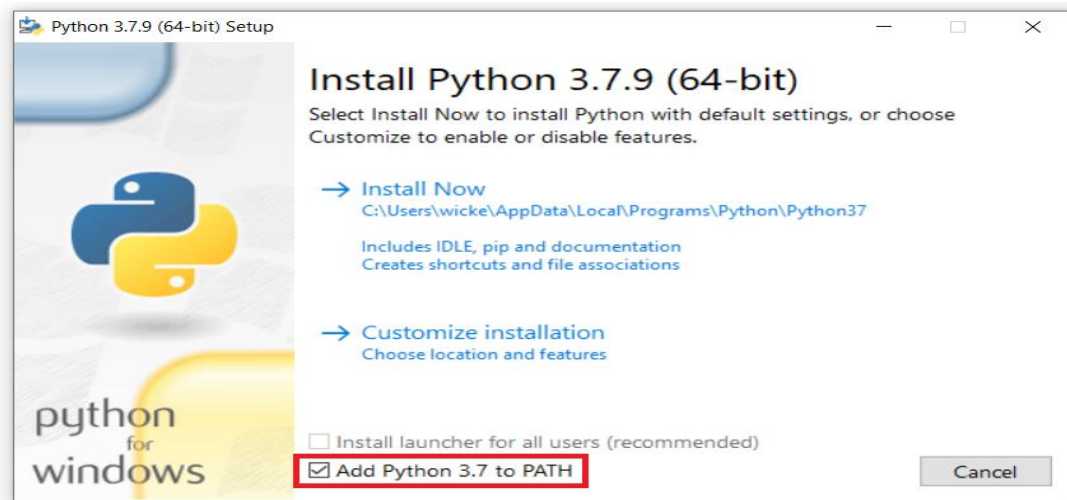 Python 3.7.9 (64-bit) Setup
Install Python 3.7.9 (64-bit)
Select Install Now to install Python with default settings, or choose
Customize to enable or disable features.
Install Now
C:\Users\wicke\AppData\Local\Programs\Python\Python37
Includes IDLE, pip and documentation
Creates shortcuts and file associations
Customize installation
Choose location and features
python
for
windows
Install launcher for all users (recommended)
Add Python 3.7 to PATH
Cancel